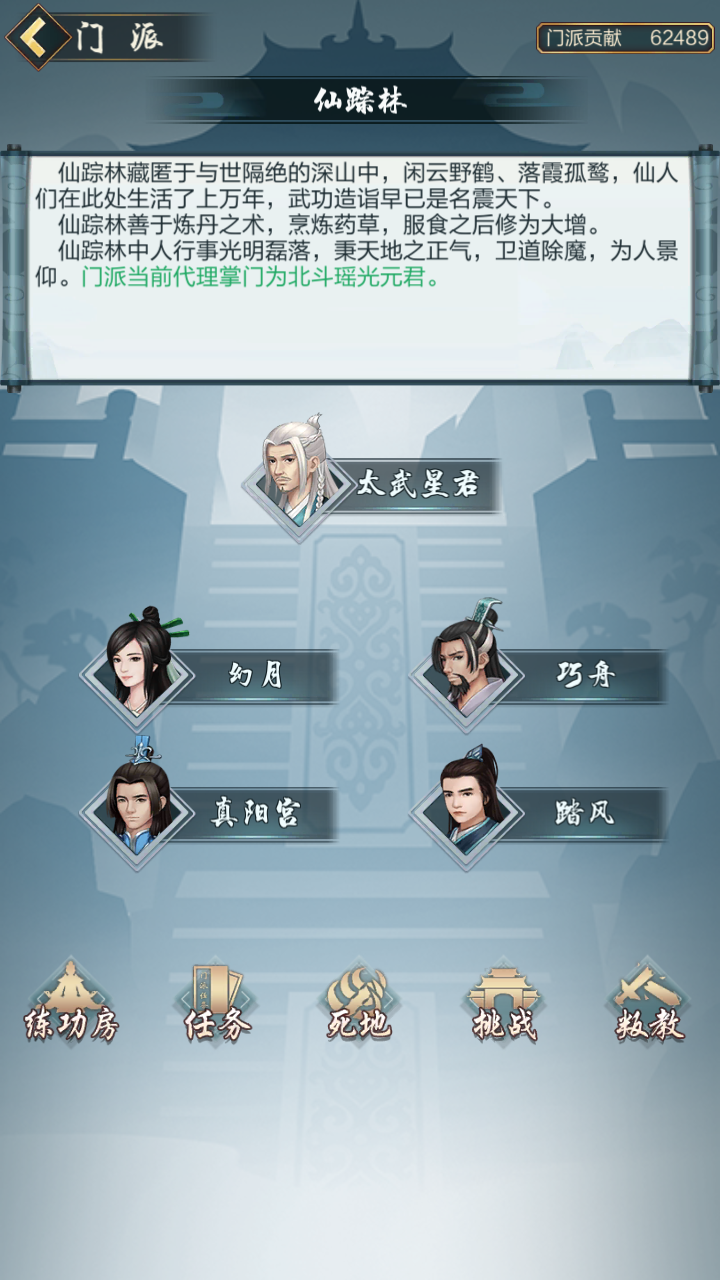 门 派
门派贡献 62489
仙踪林
仙踪林藏匿于与世隔绝的深山中，闲云野鹤、落霞孤鹜，仙人
们在此处生活了上万年，武功造诣早已是名震天下。
仙踪林善于炼丹之术，烹炼药草，服食之后修为大增。
仙踪林中人行事光明磊落，秉天地之正气，卫道除魔，为人景
仰。门派当前代理掌门为北斗瑶光元君。
太武星君
幻月
巧舟
真阳宫
踏风
练功房
任务
死地
挑战
叛教